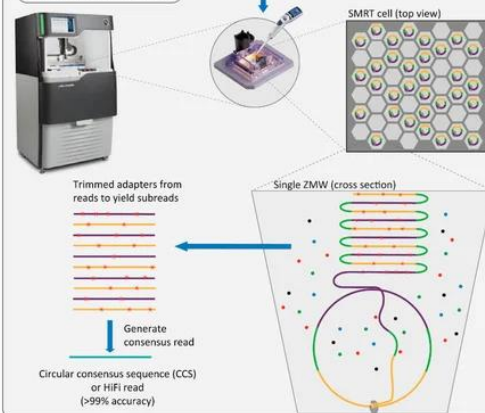 SMRT cell (top view)
Trimmed adapters from
reads to yield subreads
Single ZMW (cross section)
Generate
consensus read
Circular consensus sequence (CCS)
or HiFi read
(>99% accuracy)